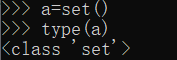 >>> a=set()
>>> type(a)
<class 'set'>